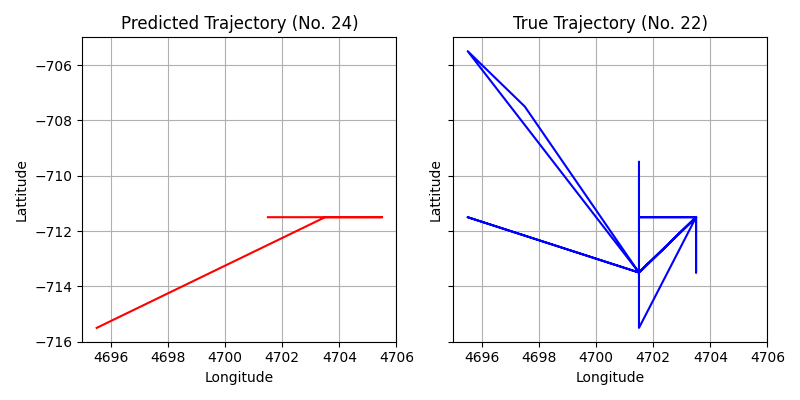 Predicted Trajectory (No. 24)
True Trajectory (No. 22)
−706
−708
−710
−712
−714
−716
Lattitude
Lattitude
4696 4698 4700 4702 4704 4706
4696 4698 4700 4702 4704 4706
Longitude
Longitude